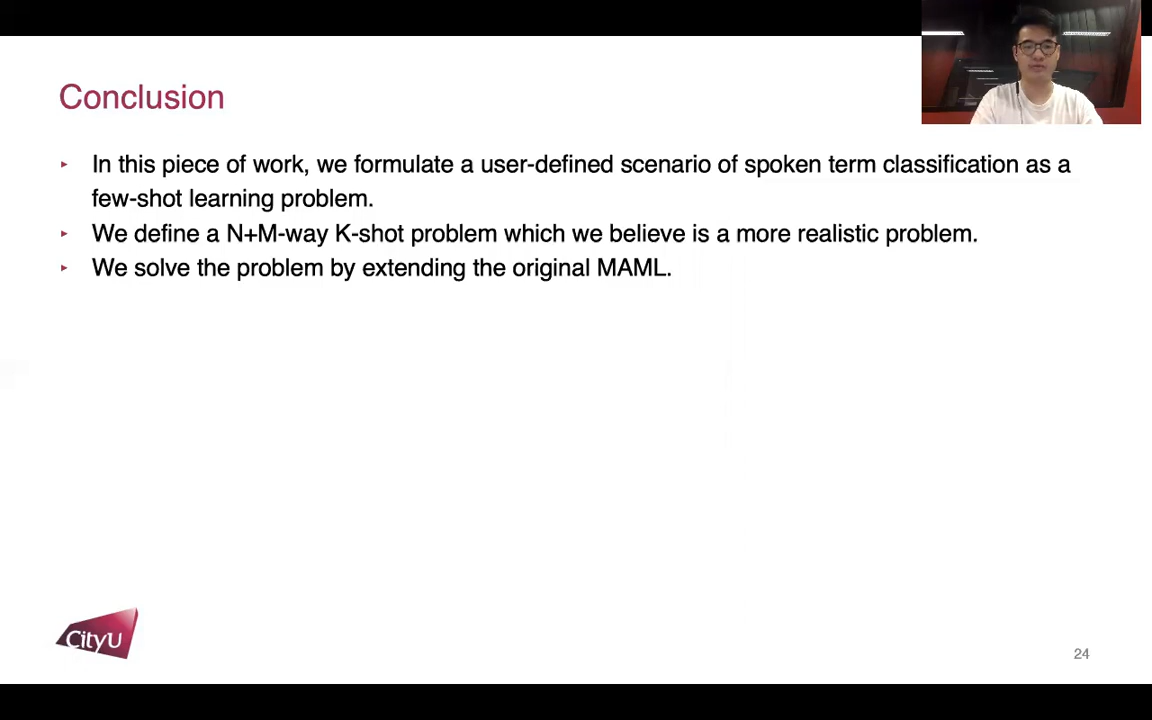 Conclusion
In this piece of work, we formulate a user-defined scenario of spoken term classification as a
few-shot learning problem.
We define a N+M-way K-shot problem which we believe is a more realistic problem.
We solve the problem by extending the original MAML.
CityU
24